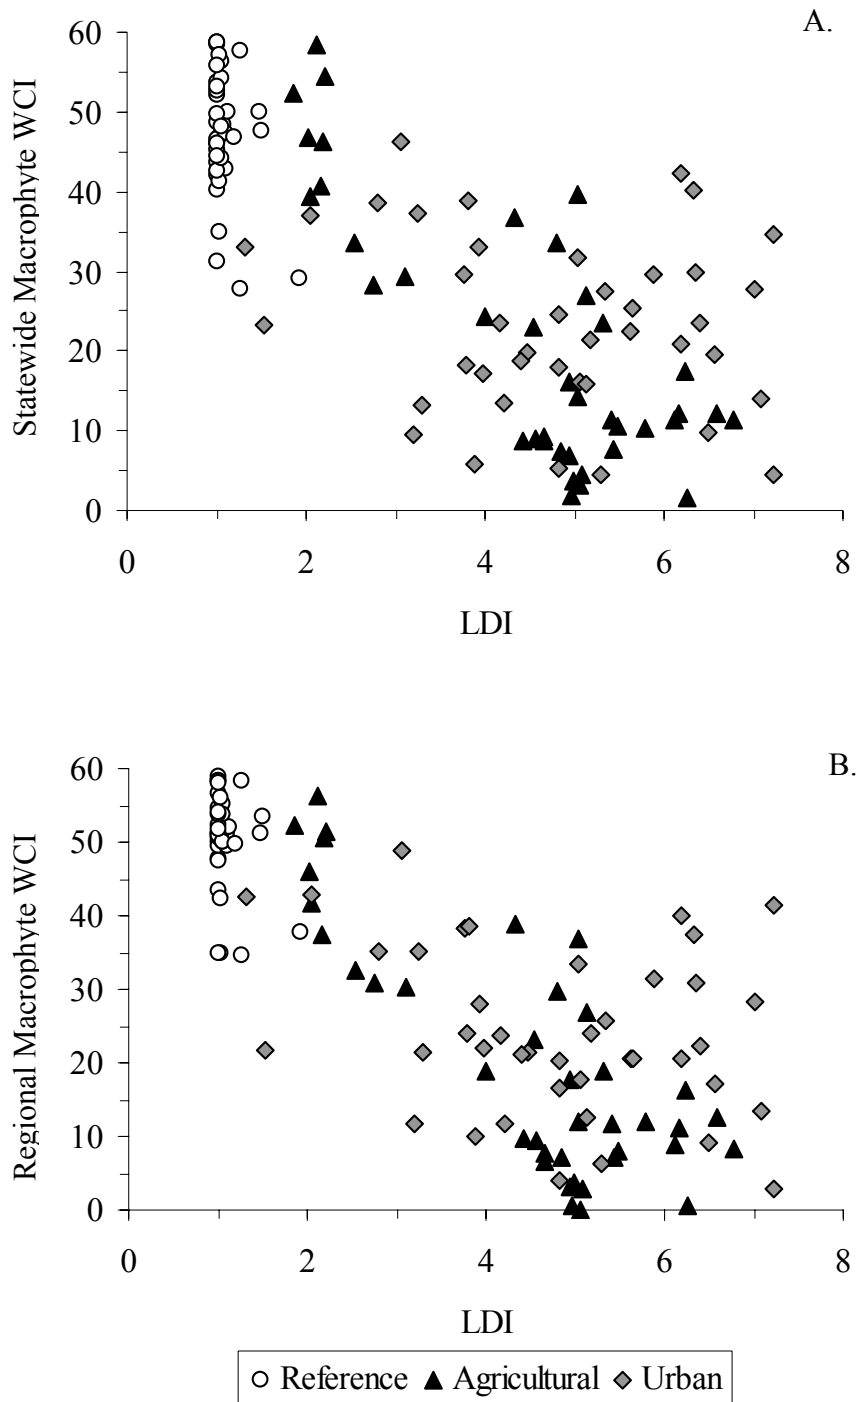 A.
Statewide Macrophyte WCI
60
50
40
30
20
10
0
0 2 4 6 8
LDI
B.
Regional Macrophyte WCI
60
50
40
30
20
10
0
0 2 4 6 8
LDI
Reference Agricultural Urban